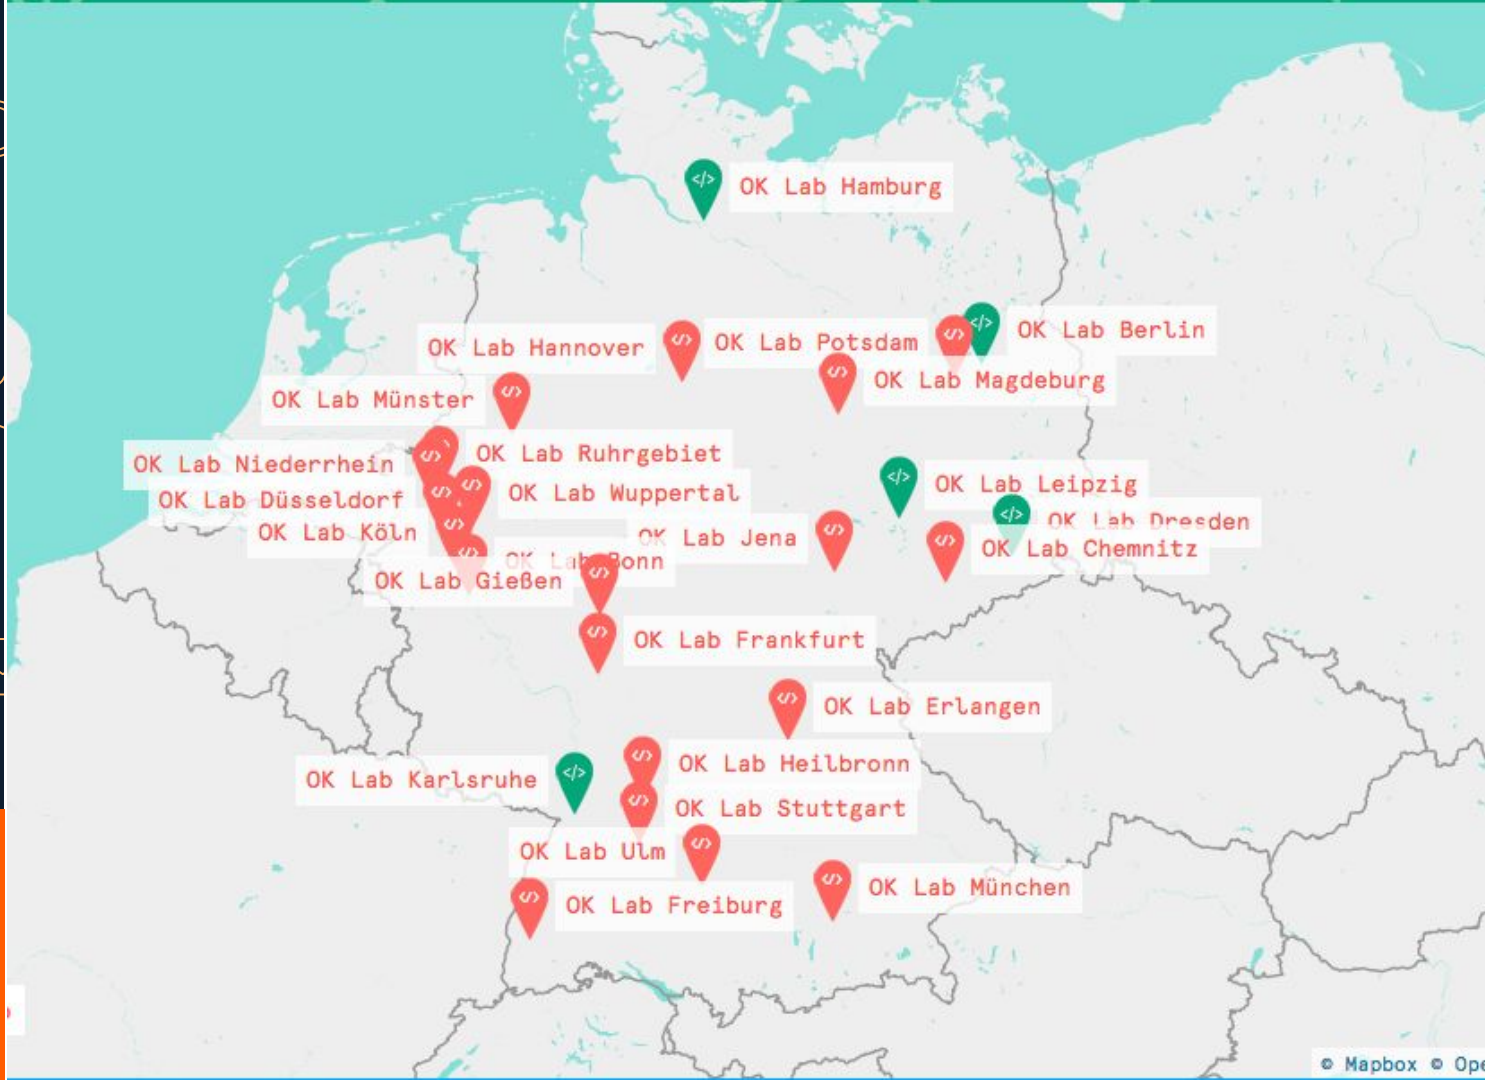 OK Lab Hamburg
OK Lab Berlin
OK Lab Potsdam
OK Lab Hannover
OK Lab Magdeburg
OK Lab Münster
OK Lab Ruhrgebiet
OK Lab Niederrhein
OK Lab Leipzig
OK Lab Wuppertal
OK Lab Düsseldorf
OK Lab Dresden
OK Lab Köln
OK Lab Jena
OK Lab Chemnitz
OK Lab Bonn
OK Lab Gießen
OK Lab Frankfurt
OK Lab Erlangen
OK Lab Heilbronn
OK Lab Karlsruhe
OK Lab Stuttgart
OK Lab Ulm
OK Lab München
OK Lab Freiburg
© Mapbox © Ope